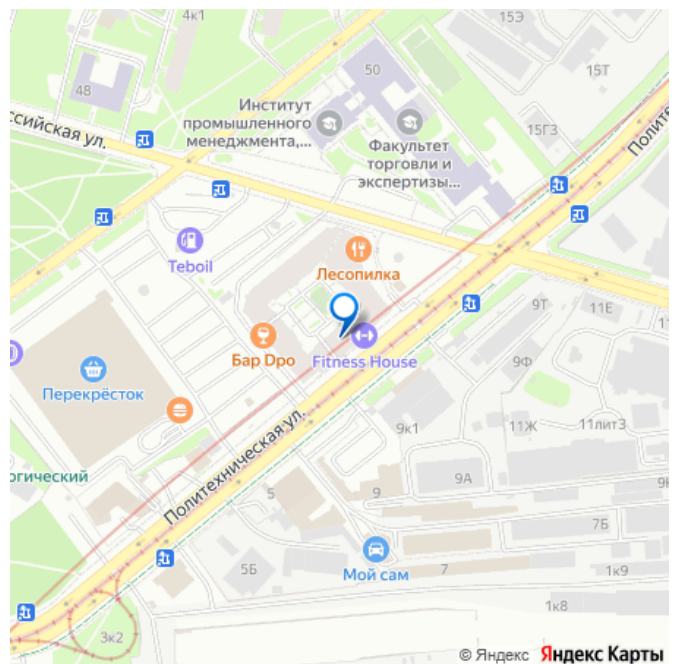 4к1
15Э
15Т
50
48
Институт
промышленного
менеджмента,...
15Г3
Полите
ссийская ул.
Факультет
торговли и
экспертизы...
Teboil
Лесопилка
9Т
11Е
Бар Dpo
Fitness House
9Ф
Перекрёсток
11Ж
11лит3
9к1
Политехническая ул.
огический
5
9
9А
9К
7Б
5Б
Мой сам
7
1к9
1к8
3к2
© Яндекс Яндекс Карты